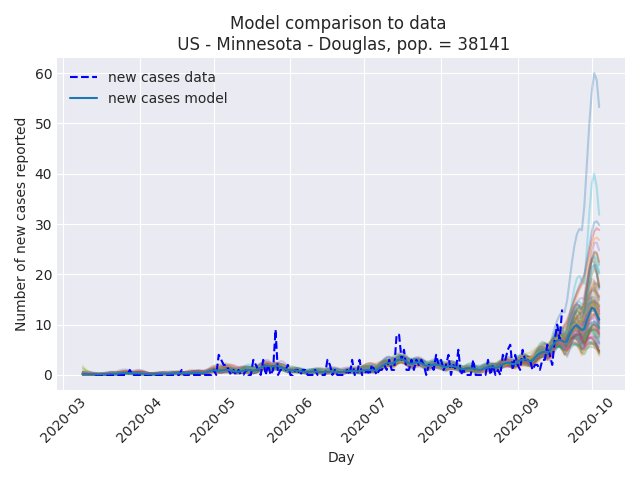 Model comparison to data
US - Minnesota - Douglas, pop. = 38141
new cases data
new cases model
Number of new cases reported
60
50
40
30
20
10
0
2020-03
2020-04
2020-05
2020-06
2020-07
2020-08
2020-09
2020-10
Day